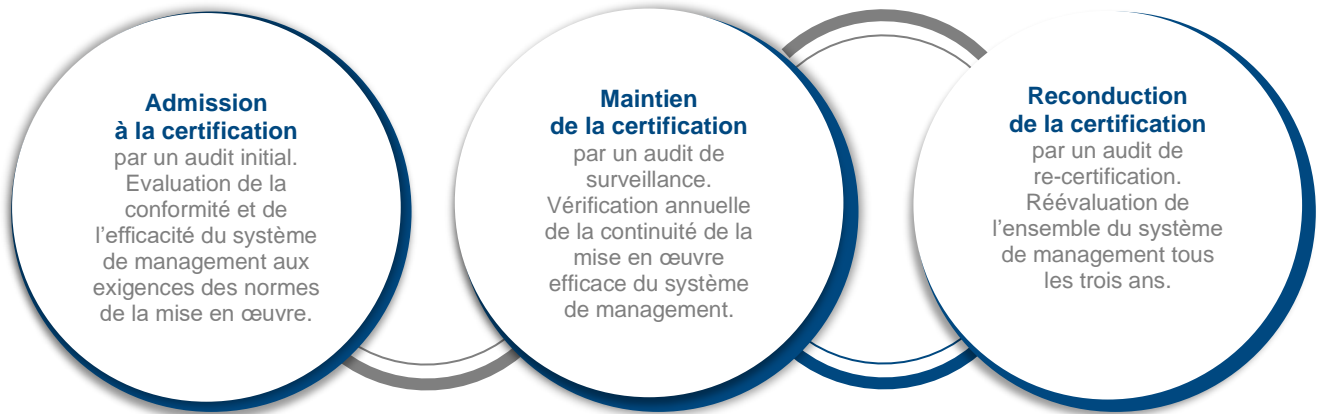 Admission
à la certification
par un audit initial.
Evaluation de la
conformité et de
l’efficacité du système
de management aux
exigences des normes
de la mise en œuvre.
Maintien
de la certification
par un audit de
surveillance.
Vérification annuelle
de la continuité de la
mise en œuvre
efficace du système
de management.
Reconduction
de la certification
par un audit de
re-certification.
Réévaluation de
l’ensemble du système
de management tous
les trois ans.